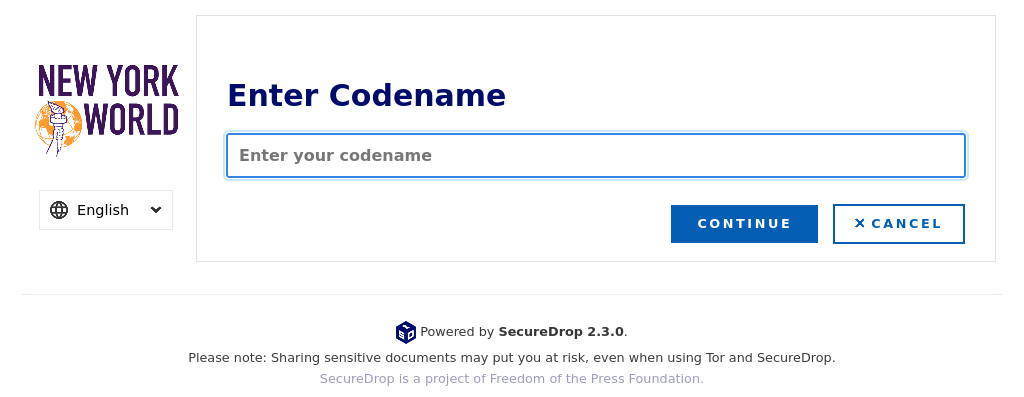 NEW YORK
WORLD
English
Enter Codename
Enter your codename
CONTINUE
✕ CANCEL
Powered by SecureDrop 2.3.0.
Please note: Sharing sensitive documents may put you at risk, even when using Tor and SecureDrop.
SecureDrop is a project of Freedom of the Press Foundation.